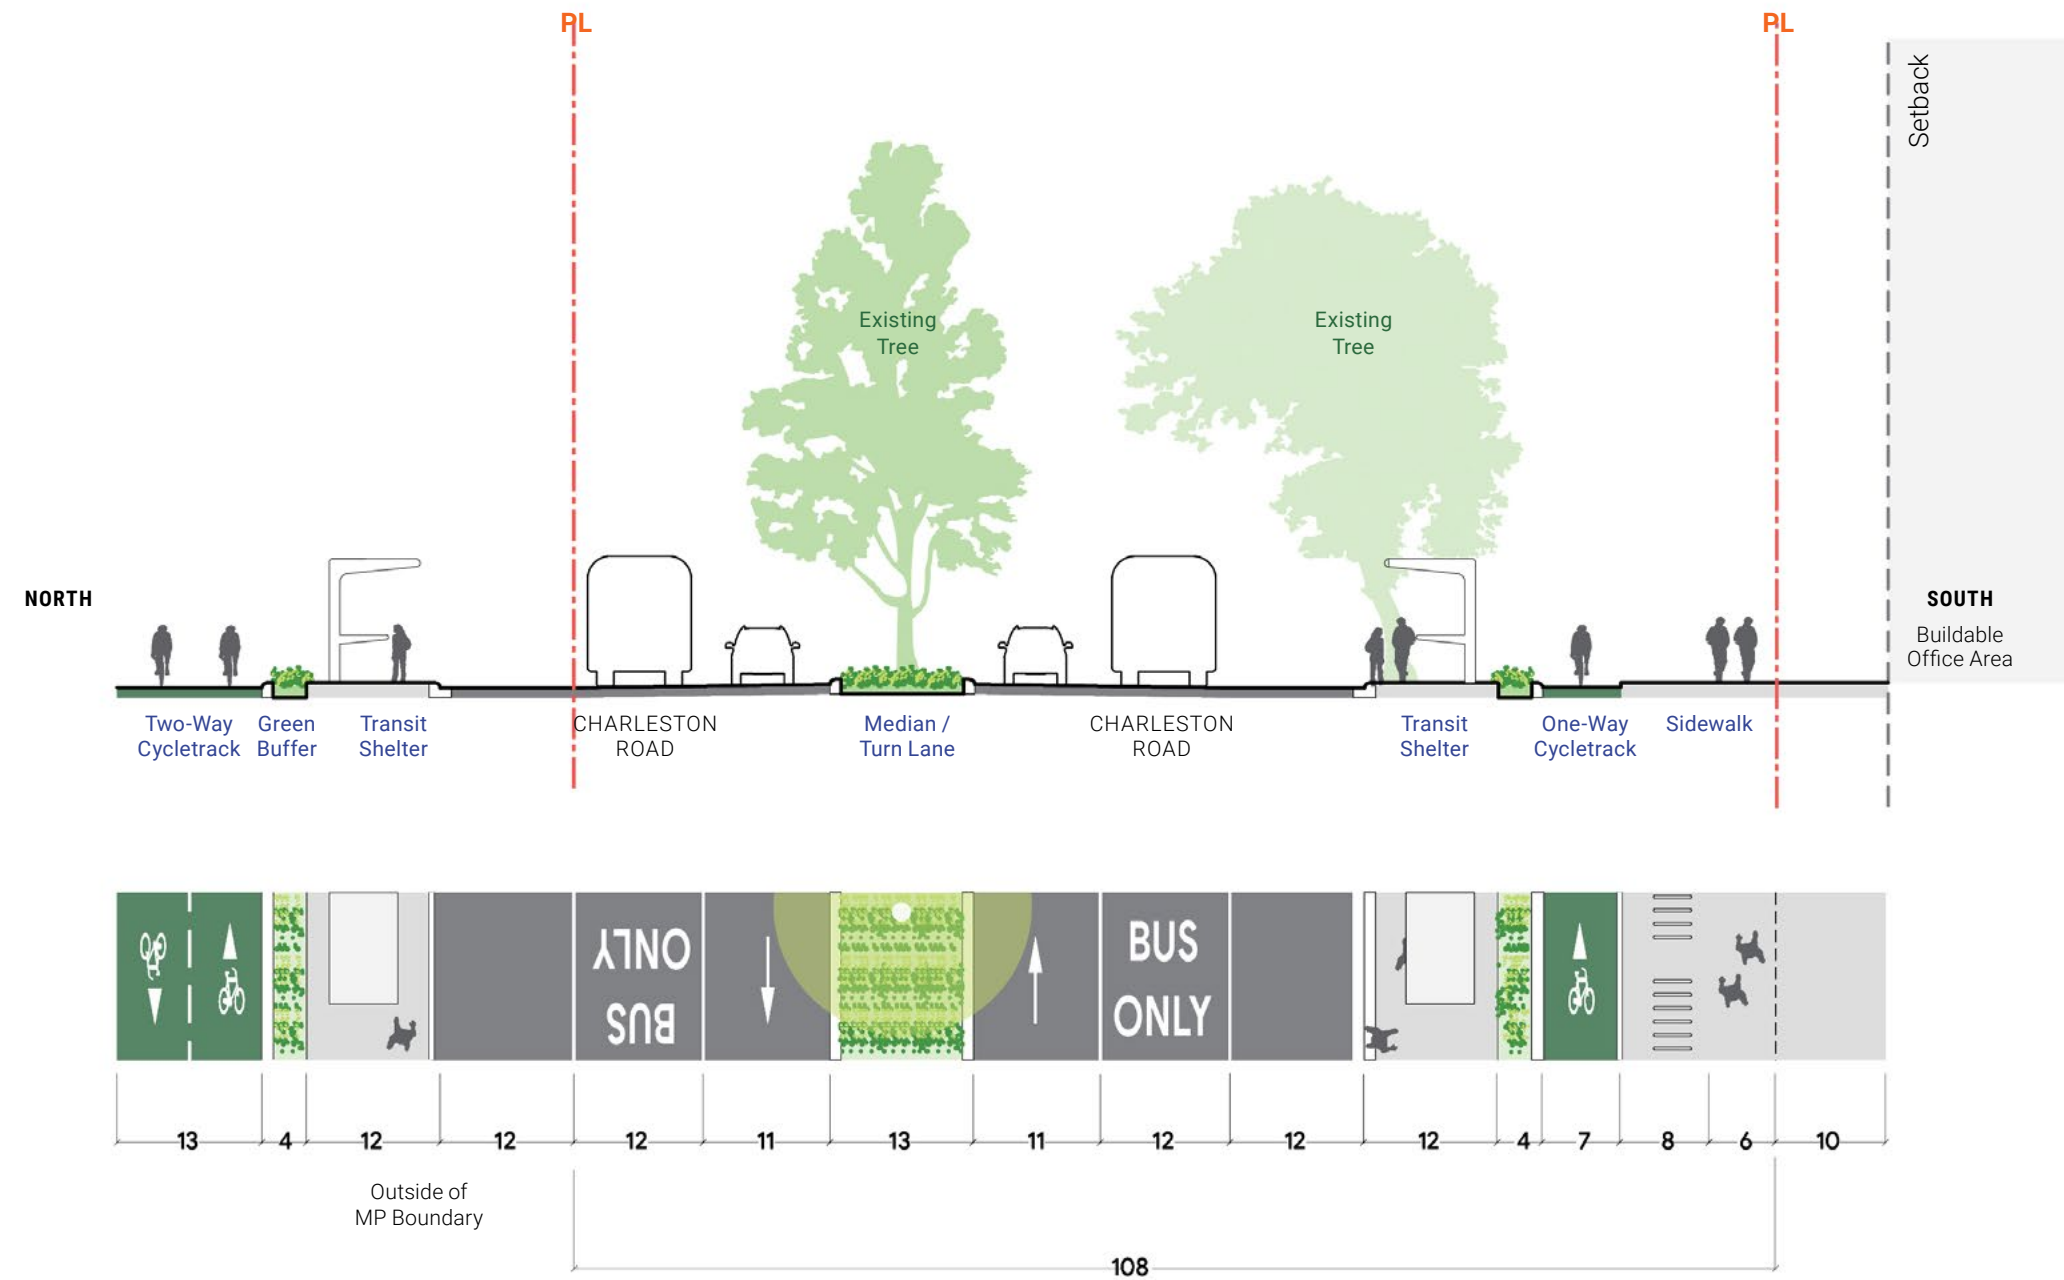 PL
PL
Setback
Existing
Tree
Existing
Tree
NORTH
SOUTH
Buildable
Office Area
Two-Way
Cycletrack
Green
Buffer
Transit
Shelter
CHARLESTON
ROAD
Median /
Turn Lane
CHARLESTON
ROAD
Transit
Shelter
One-Way
Cycletrack
Sidewalk
BUS
ONLY
BUS
ONLY
13 4 12 12 12 11 13 11 12 12 12 4 7 8 6 10
Outside of
MP Boundary
108